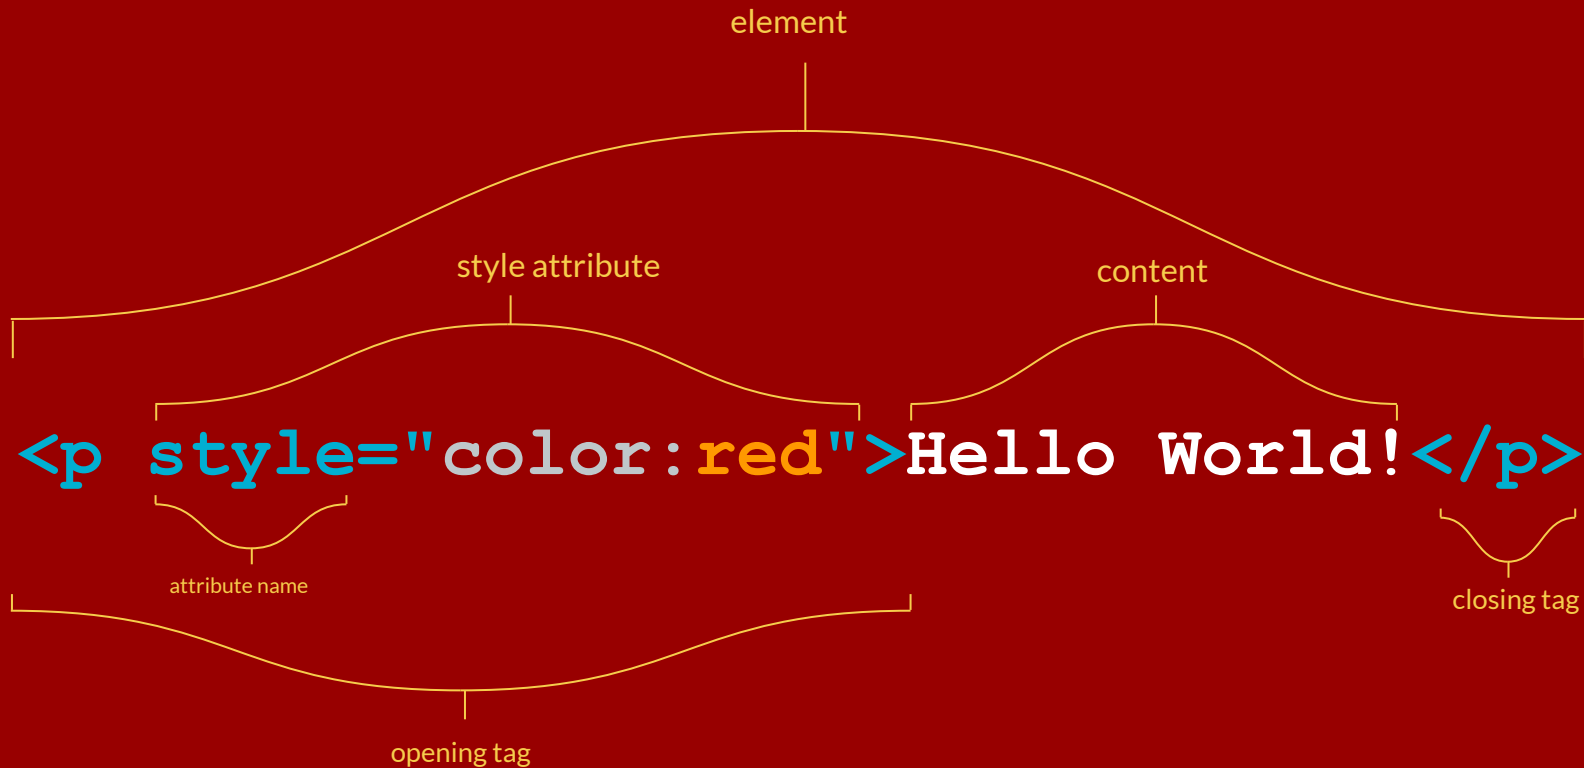 element
style attribute
content
<p style="color:red">Hello World!</p>
attribute name
closing tag
opening tag